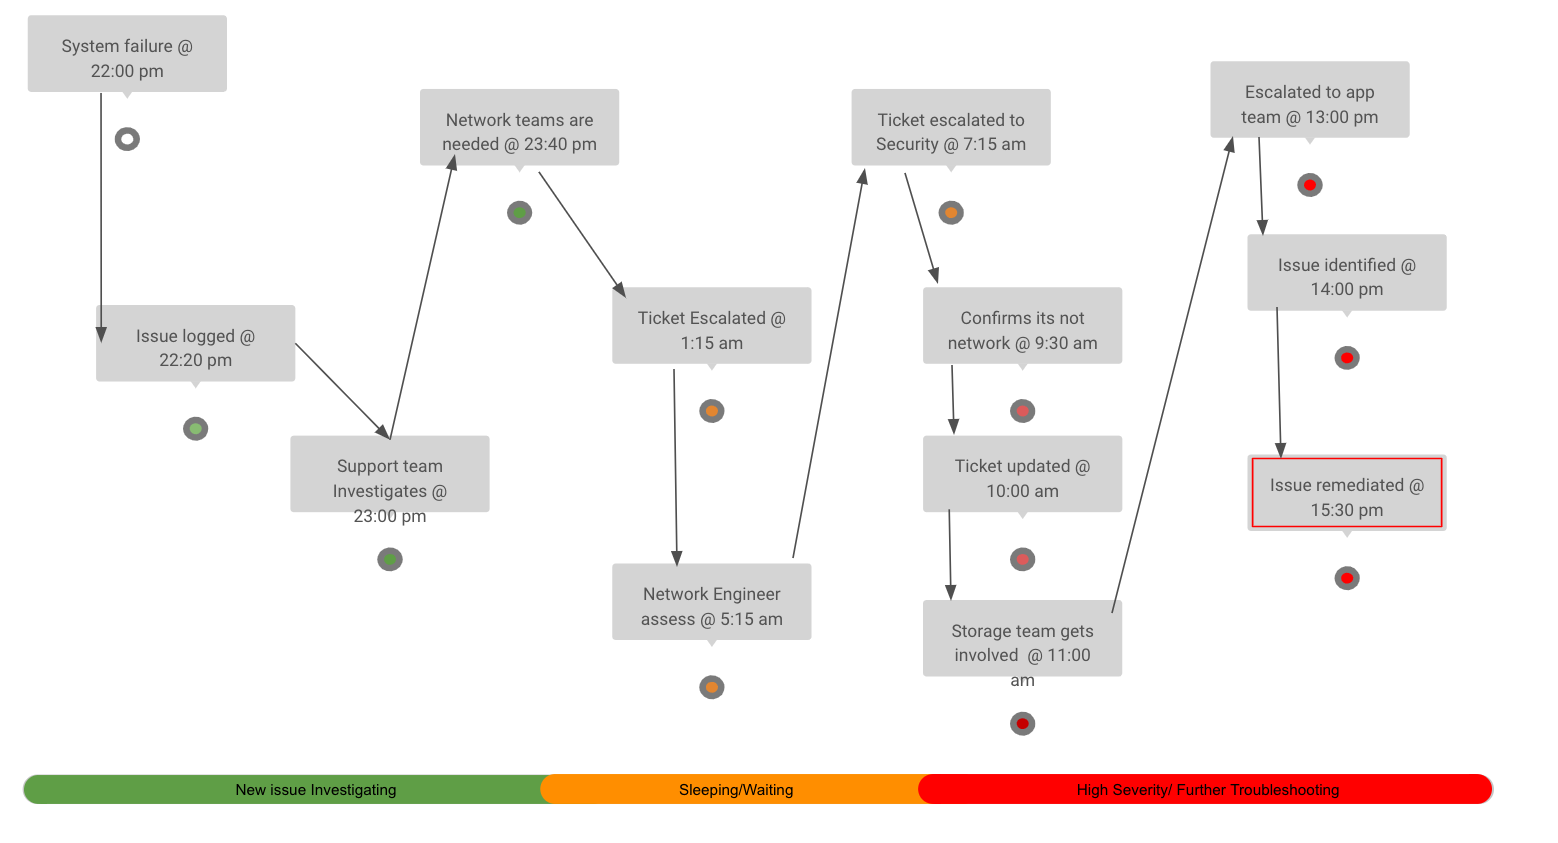 System failure @
22:00 pm
Issue logged @
22:20 pm
Support team
Investigates @
23:00 pm
Network teams are
needed @ 23:40 pm
Ticket Escalated @
1:15 am
Network Engineer
assess @ 5:15 am
Ticket escalated to
Security @ 7:15 am
Confirms its not
network @ 9:30 am
Ticket updated @
10:00 am
Storage team gets
involved  @ 11:00
am
Escalated to app
team @ 13:00 pm
Issue identified @
14:00 pm
Issue remediated @
15:30 pm
New issue Investigating
Sleeping/Waiting
High Severity/ Further Troubleshooting